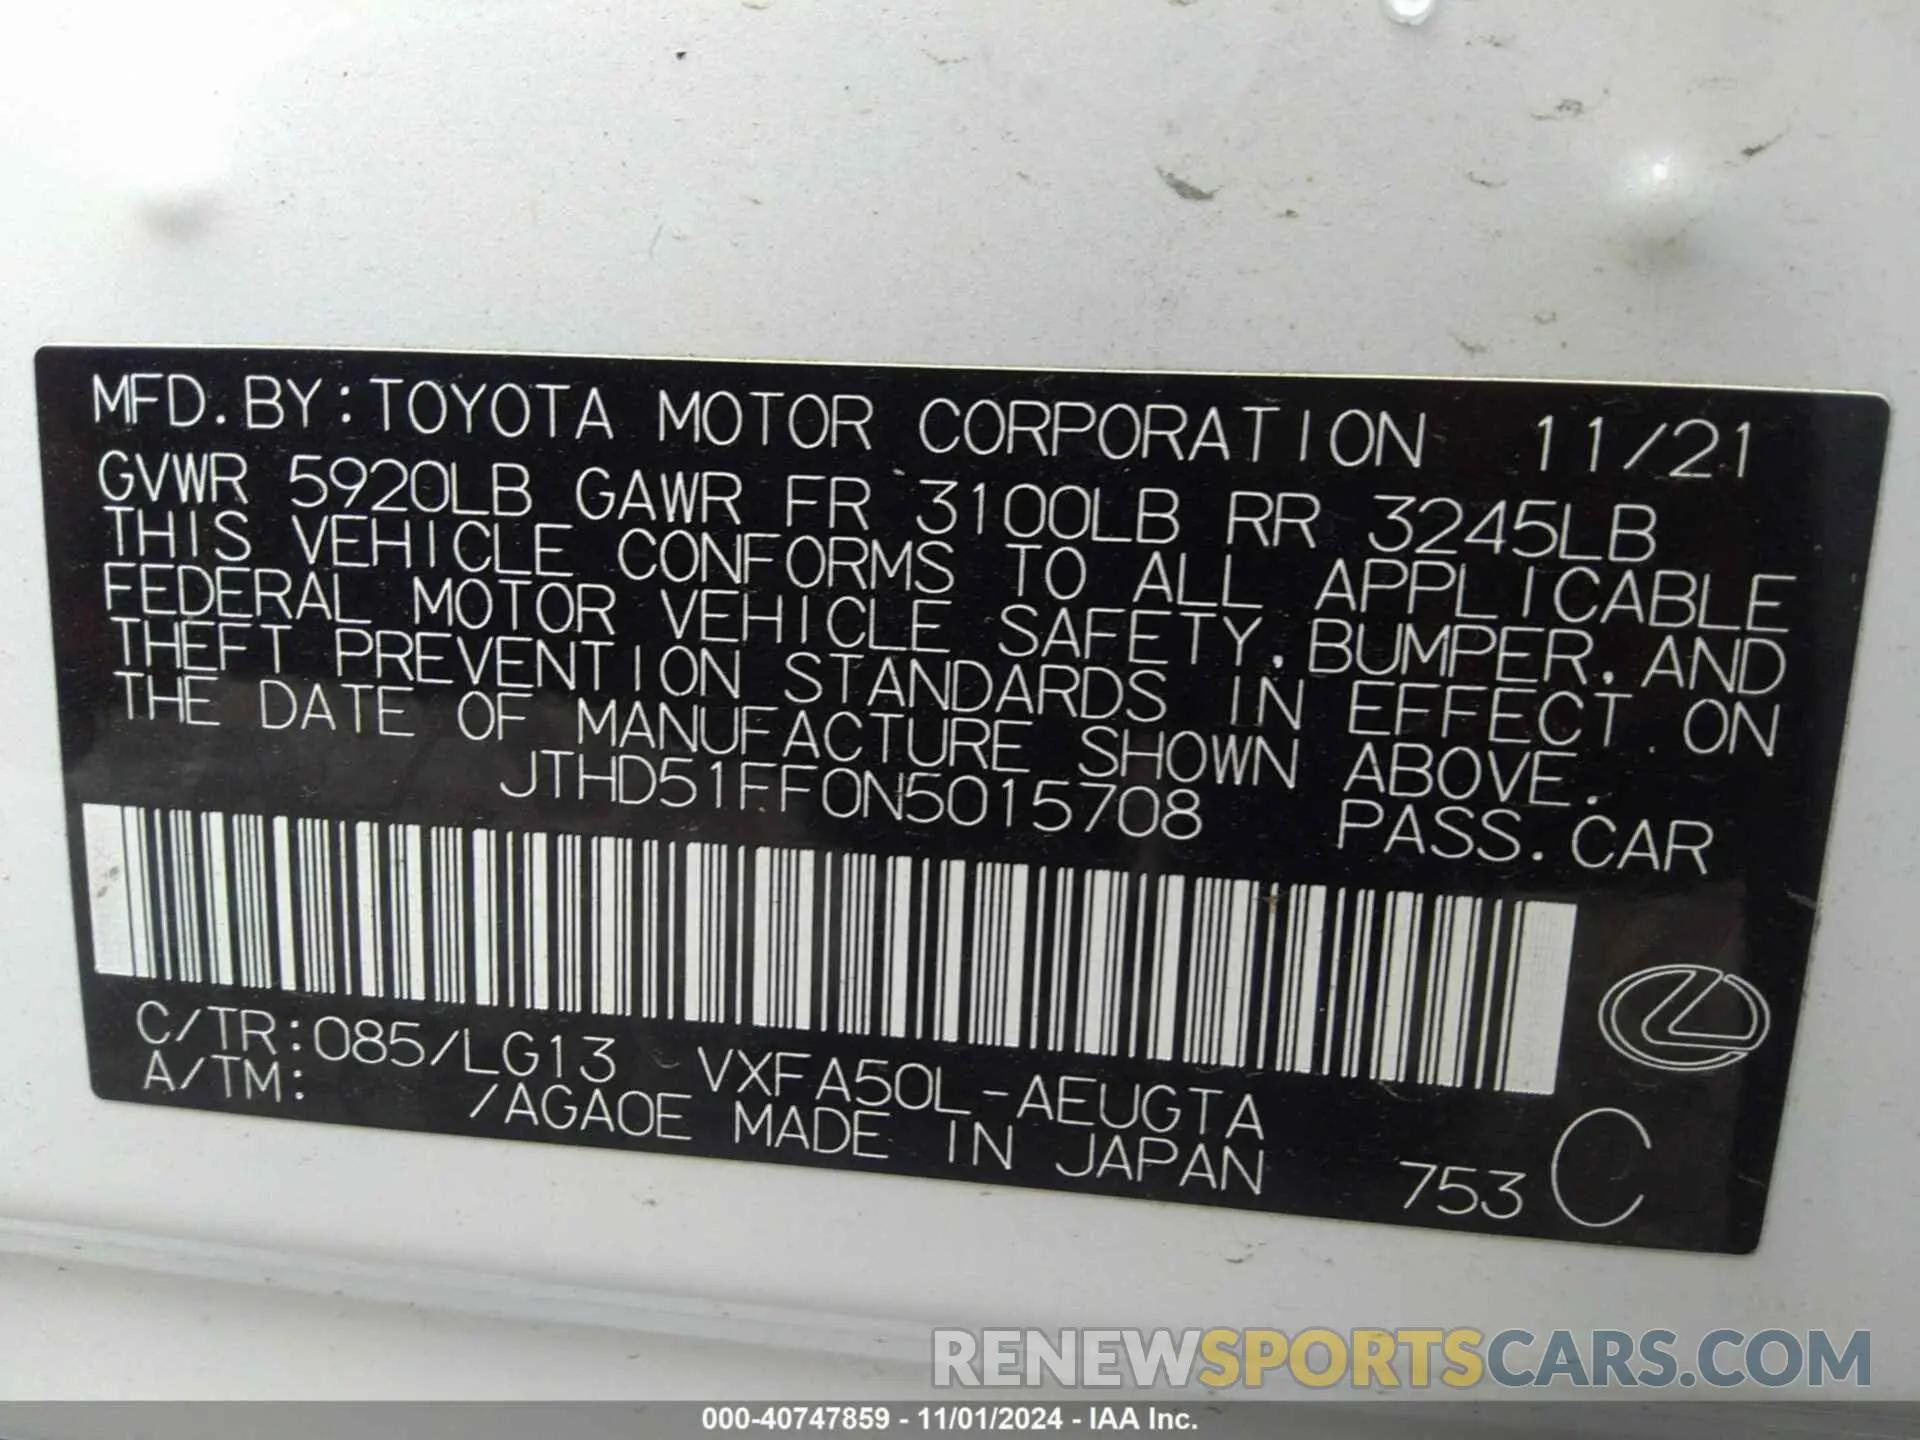 MFD. BY: TOYOTA MOTOR CORPORATION 11/21
GVWR 5920LB GAWR FR 3100LB RR 3245LB
THIS VEHICLE CONFORMS TO ALL APPLICABLE
FEDERAL MOTOR VEHICLE SAFETY, BUMPER, AND
THEFT PREVENTION STANDARDS IN EFFECT ON
THE DATE OF MANUFACTURE SHOWN ABOVE.
JTHD51FF0N5015708 PASS. CAR
C/TR: 085/LG13 VXFA50L-AEUGTA
A/TM: /AGA0E MADE IN JAPAN 753 C
RENEWSPORTSCARS.COM
000-40747859 - 11/01/2024 - IAA Inc.